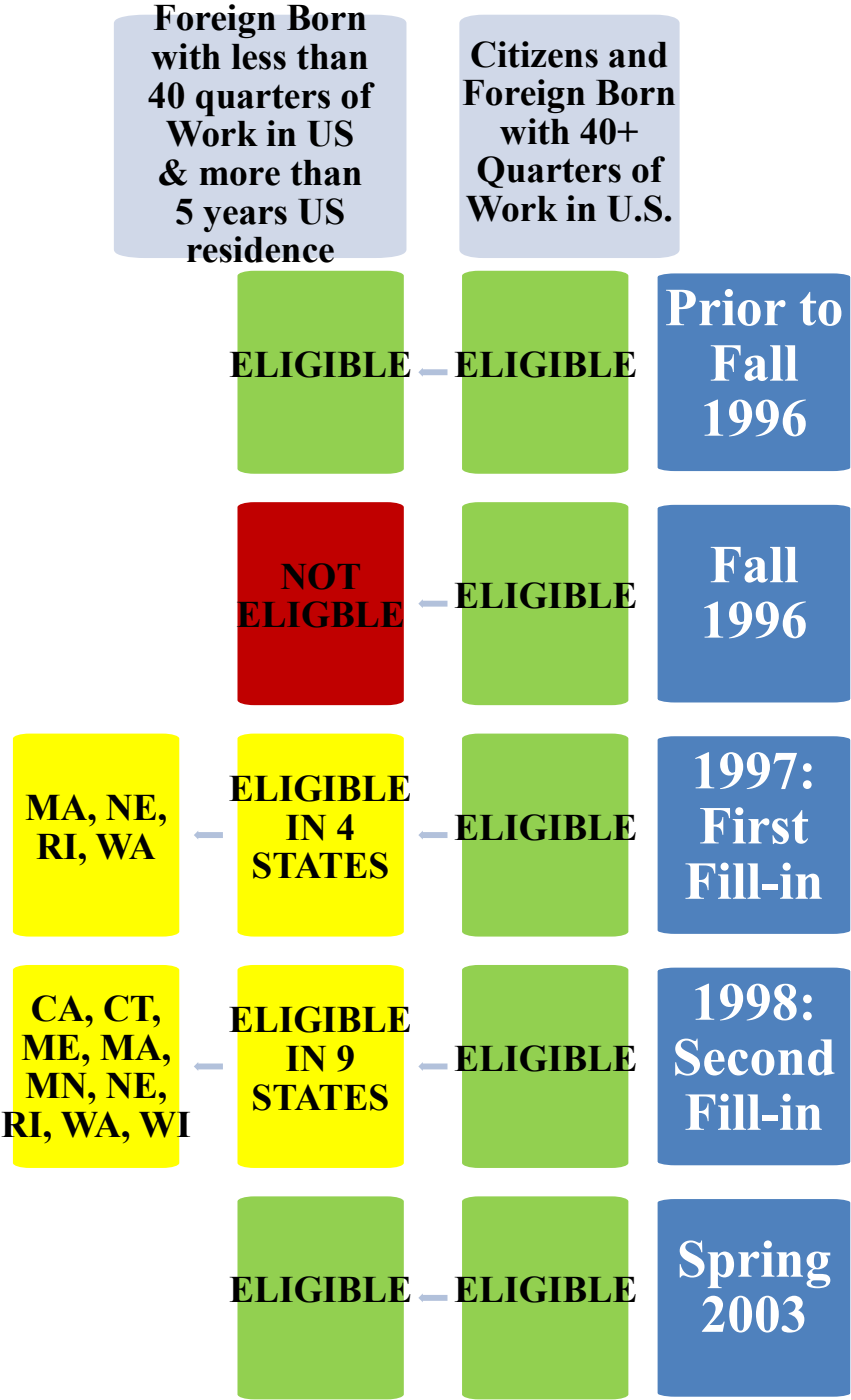 Foreign Born
with less than
40 quarters of
Work in US
& more than
5 years US
residence
Citizens and
Foreign Born
with 40+
Quarters of
Work in U.S.
ELIGIBLE
ELIGIBLE
Prior to
Fall
1996
NOT
ELIGBLE
ELIGIBLE
Fall
1996
MA, NE,
RI, WA
ELIGIBLE
IN 4
STATES
ELIGIBLE
1997:
First
Fill-in
CA, CT,
ME, MA,
MN, NE,
RI, WA, WI
ELIGIBLE
IN 9
STATES
ELIGIBLE
1998:
Second
Fill-in
ELIGIBLE
ELIGIBLE
Spring
2003